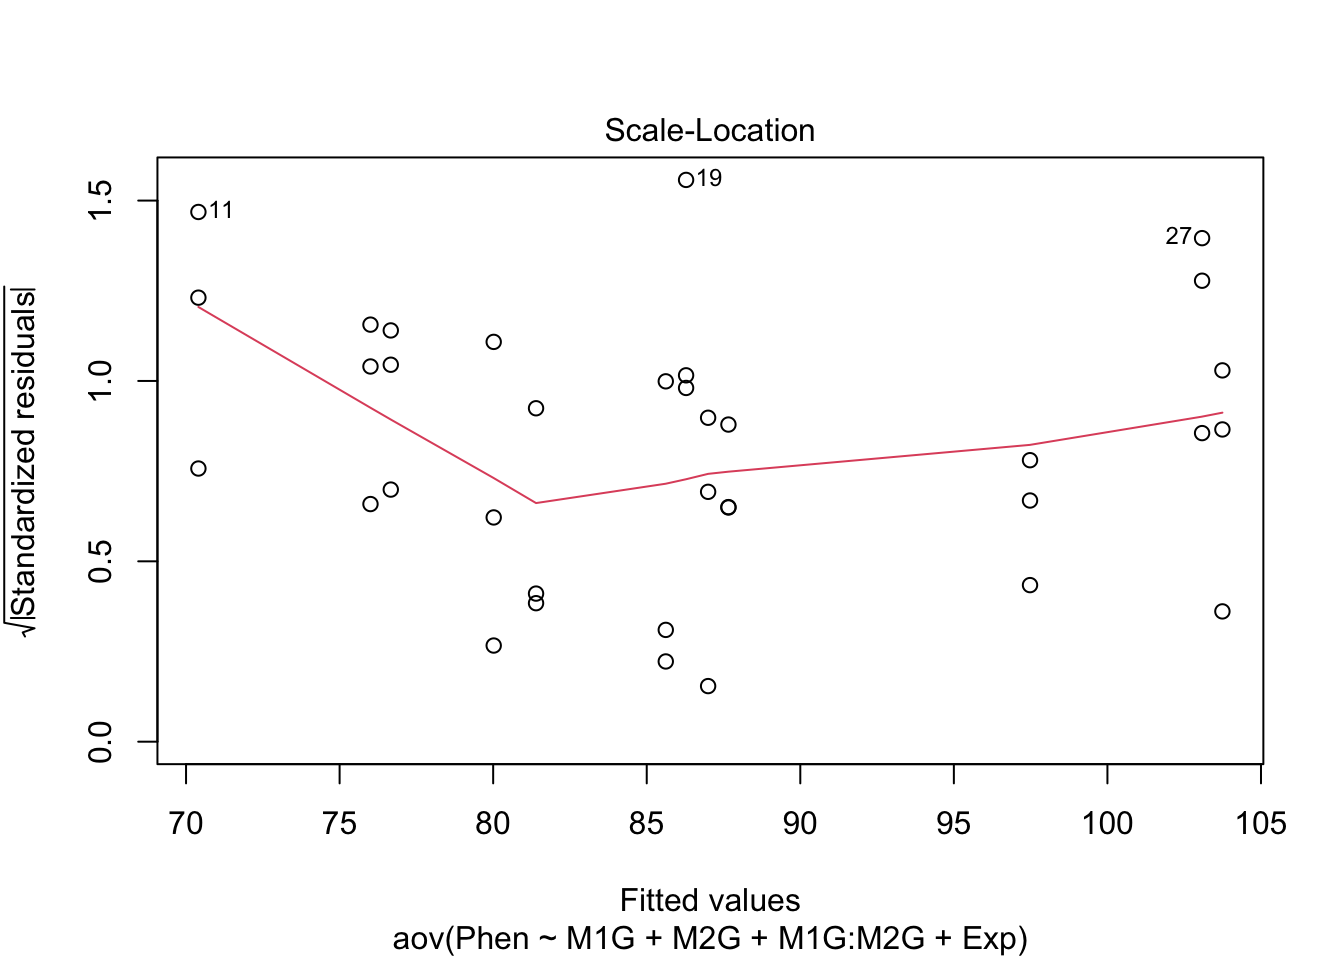 Scale-Location
√|Standardized residuals|
1.5
1.0
0.5
0.0
11
19
27
70 75 80 85 90 95 100 105
Fitted values
aov(Phen ~ M1G + M2G + M1G:M2G + Exp)